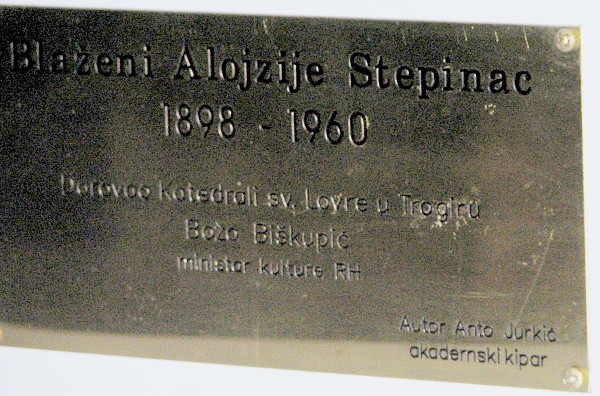 Blaženi Alojzije Stepinac
1898 - 1960
Darovao katedrali sv. Lovre u Trogiru
Božo Biškupić
ministar kulture RH
Autor Anto Jurkić
akademski kipar